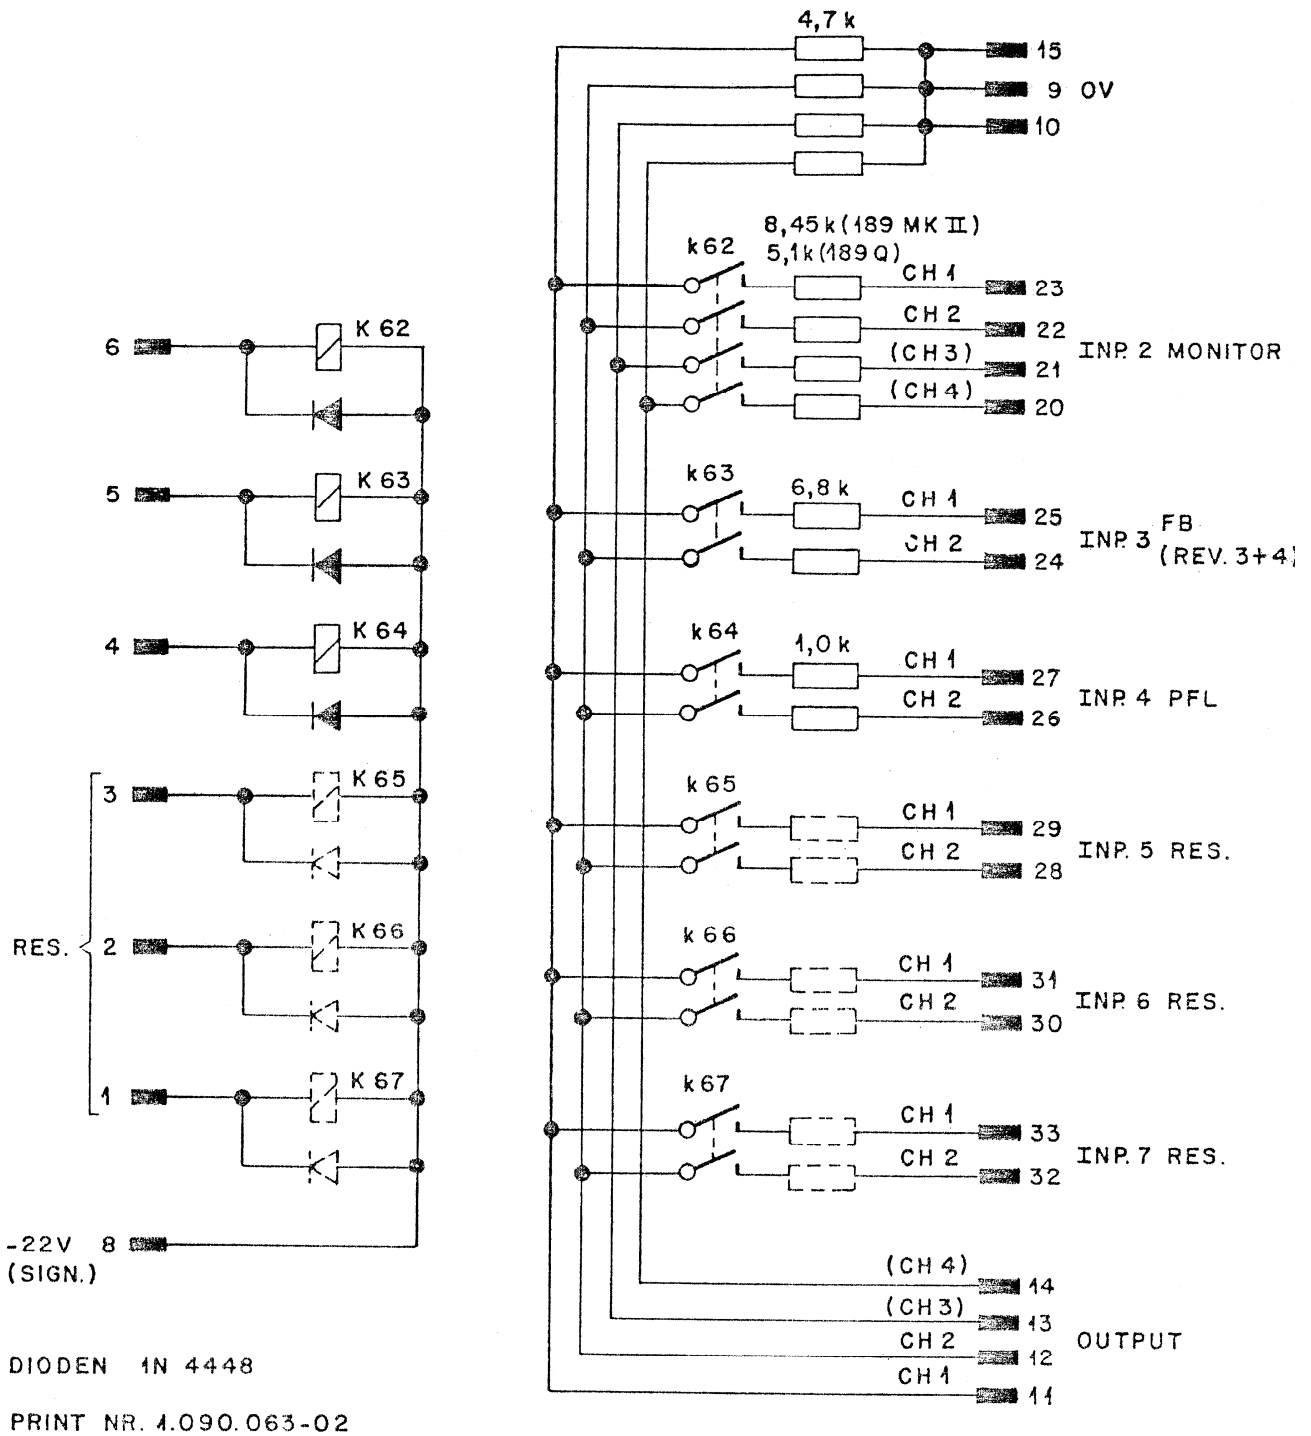 4,7 k
15
9 OV
10
8,45 k (189 MK II)
5,1k (189 Q)
k 62
CH 1
23
CH 2
22
(CH 3)
21
(CH 4)
20
INP. 2 MONITOR
K 62
6
k 63
6,8 k
CH 1
25
CH 2
24
INP. 3 FB
(REV. 3+4)
K 63
5
k 64
1,0 k
CH 1
27
CH 2
26
INP. 4 PFL
K 64
4
k 65
CH 1
29
CH 2
28
INP. 5 RES.
K 65
3
k 66
CH 1
31
CH 2
30
INP. 6 RES.
K 66
RES. 2
k 67
CH 1
33
CH 2
32
INP. 7 RES.
K 67
1
-22V 8
(SIGN.)
(CH 4)
14
(CH 3)
13
CH 2
12
CH 1
11
OUTPUT
DIODEN 1N 4448
PRINT NR. 1.090.063-02